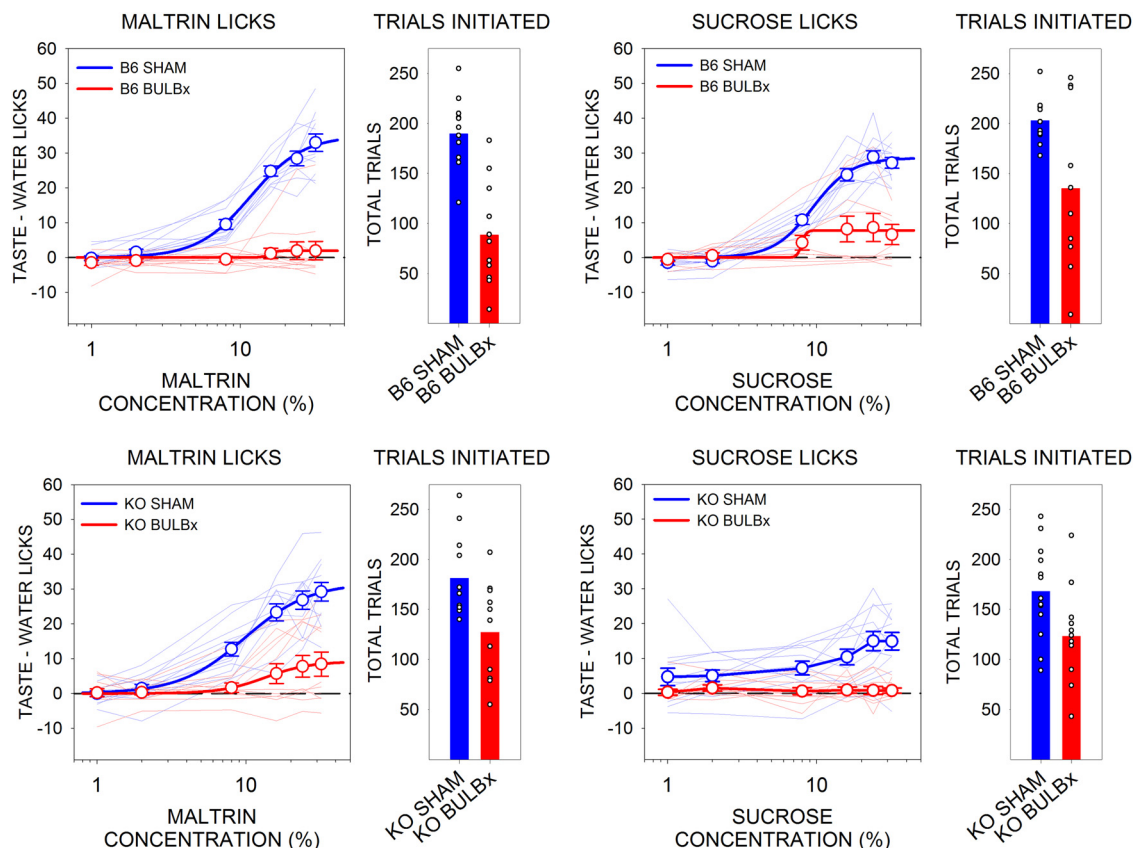 MALTRIN LICKS
60
50
40
30
20
10
0
-10
TASTE - WATER LICKS
B6 SHAM
B6 BULBx
1
10
MALTRIN
CONCENTRATION (%)
TRIALS INITIATED
250
200
150
100
50
TOTAL TRIALS
B6 SHAM
B6 BULBx
SUCROSE LICKS
60
50
40
30
20
10
0
-10
TASTE - WATER LICKS
B6 SHAM
B6 BULBx
1
10
SUCROSE
CONCENTRATION (%)
TRIALS INITIATED
250
200
150
100
50
TOTAL TRIALS
B6 SHAM
B6 BULBx
MALTRIN LICKS
60
50
40
30
20
10
0
-10
TASTE - WATER LICKS
KO SHAM
KO BULBx
1
10
MALTRIN
CONCENTRATION (%)
TRIALS INITIATED
250
200
150
100
50
TOTAL TRIALS
KO SHAM
KO BULBx
SUCROSE LICKS
60
50
40
30
20
10
0
-10
TASTE - WATER LICKS
KO SHAM
KO BULBx
1
10
SUCROSE
CONCENTRATION (%)
TRIALS INITIATED
250
200
150
100
50
TOTAL TRIALS
KO SHAM
KO BULBx